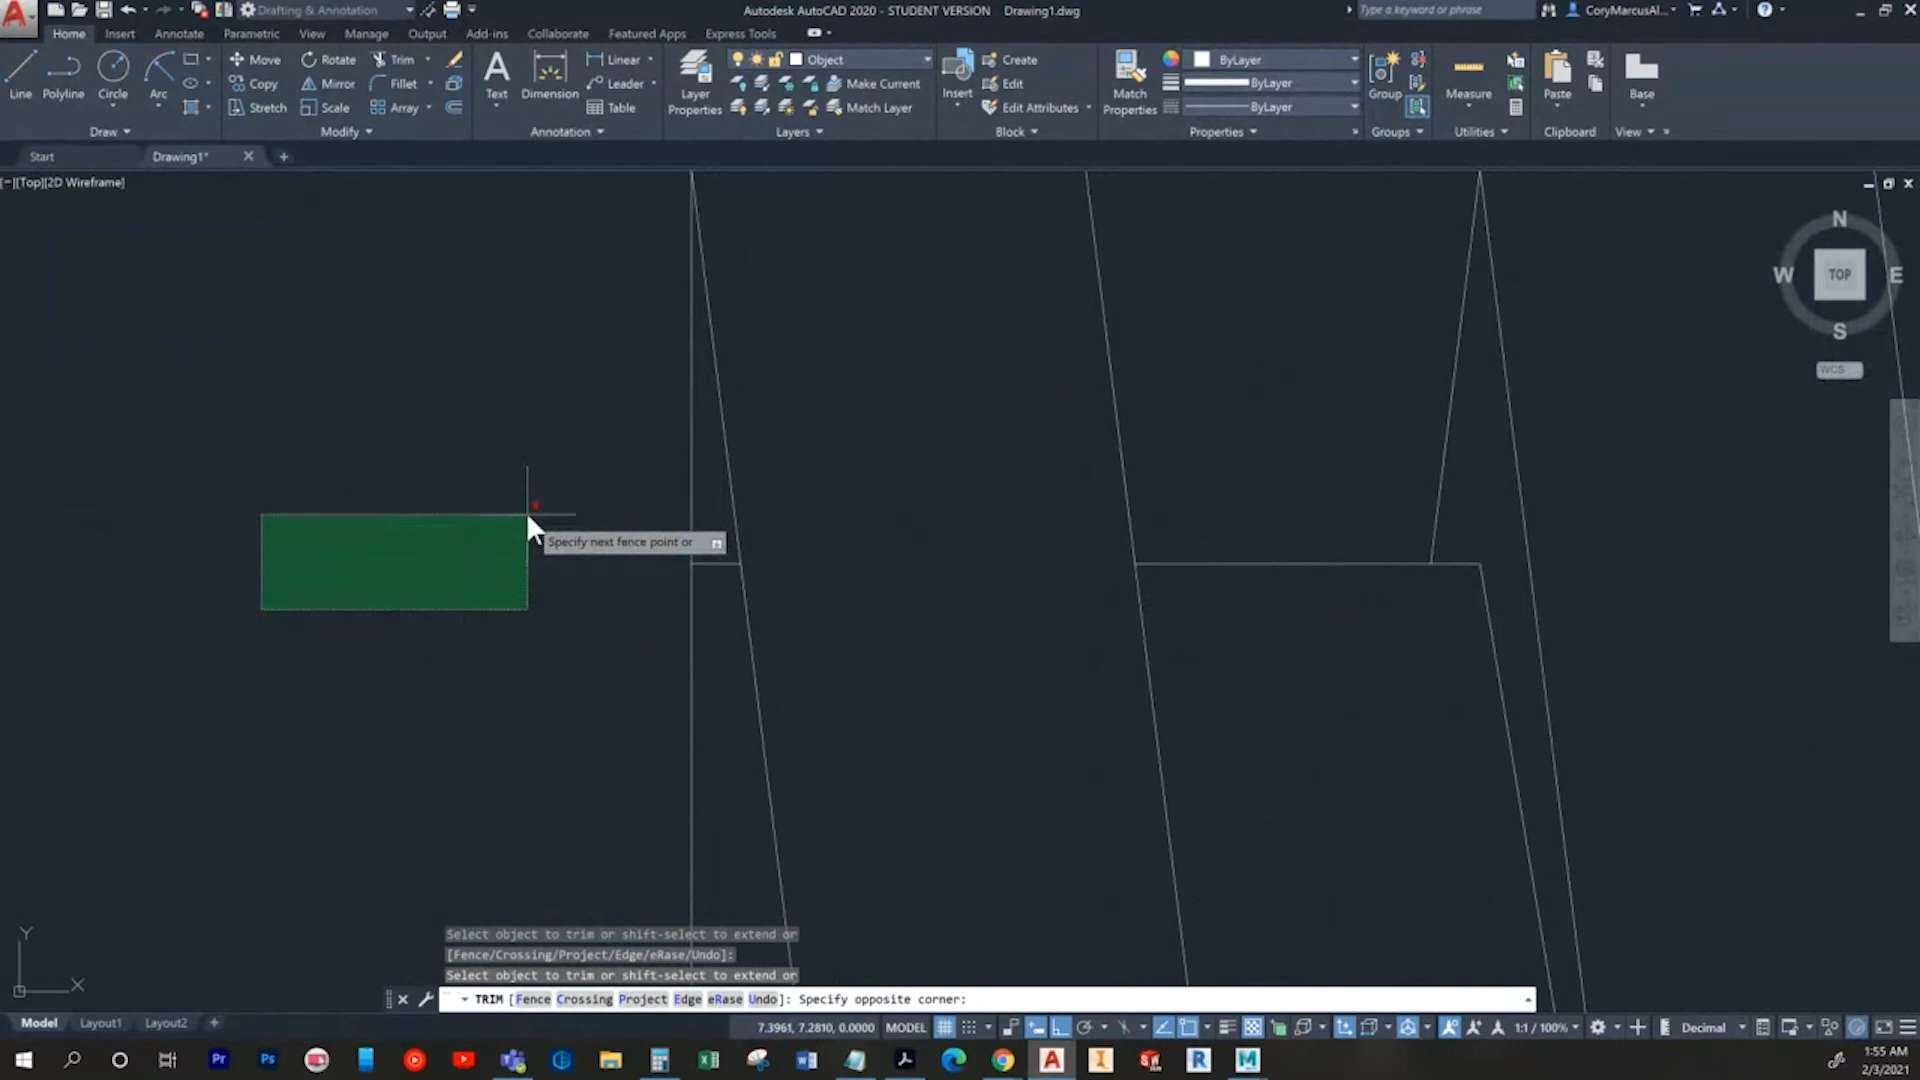 Drafting & Annotation
Autodesk AutoCAD 2020 - STUDENT VERSION Drawing1.dwg
Type a keyword or phrase
CoryMarcusAl...
Home Insert Annotate Parametric View Manage Output Add-ins Collaborate Featured Apps Express Tools
Line Polyline Circle Arc
Draw
Move Rotate Trim
Copy Mirror Fillet
Stretch Scale Array
Modify
Text Dimension
Linear
Leader
Table
Annotation
Layer Properties
Object
Make Current
Match Layer
Layers
Insert
Create
Edit
Edit Attributes
Block
Match Properties
ByLayer
ByLayer
ByLayer
Properties
Group
Groups
Measure
Utilities
Paste
Clipboard
Base
View
Start Drawing1*
[−][Top][2D Wireframe]
N
W TOP E
S
WCS
Specify next fence point or
Y
X
Select object to trim or shift-select to extend or
[Fence/Crossing/Project/Edge/eRase/Undo]:
Select object to trim or shift-select to extend or
TRIM [Fence Crossing Project Edge eRase Undo]: Specify opposite corner:
Model Layout1 Layout2
7.3961, 7.2810, 0.0000 MODEL
1:1 / 100%
Decimal
1:55 AM
2/3/2021